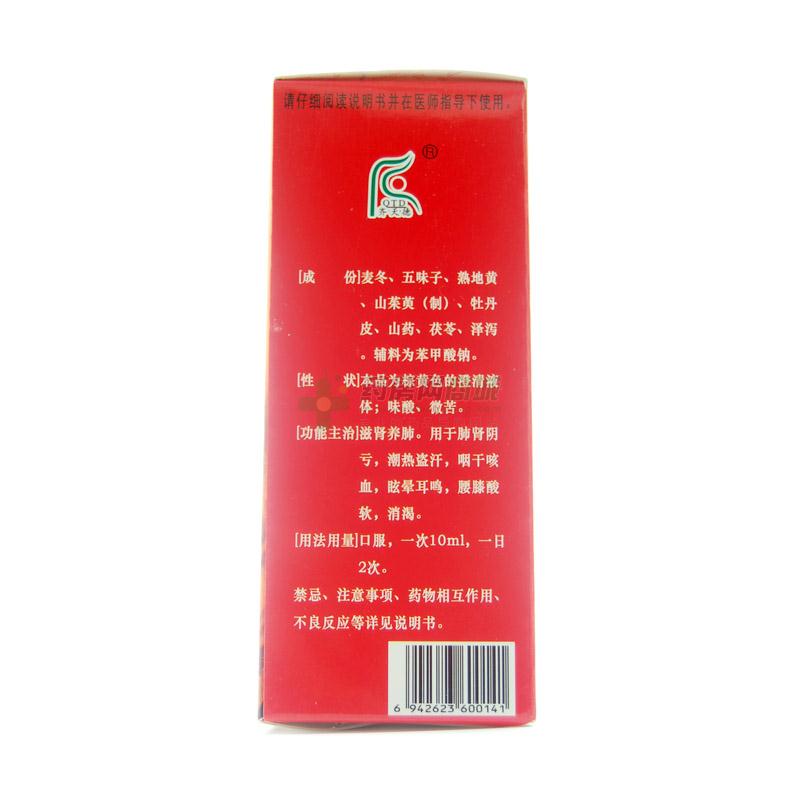 请仔细阅读说明书并在医师指导下使用。
R
QTD
齐天德
[成 份]麦冬、五味子、熟地黄
、山茱萸（制）、牡丹
皮、山药、茯苓、泽泻
。辅料为苯甲酸钠。
[性 状]本品为棕黄色的澄清液
体；味酸、微苦。
[功能主治]滋肾养肺。用于肺肾阴
亏，潮热盗汗，咽干咳
血，眩晕耳鸣，腰膝酸
软，消渴。
[用法用量]口服，一次10ml，一日
2次。
禁忌、注意事项、药物相互作用、
不良反应等详见说明书。
6 942623 600141